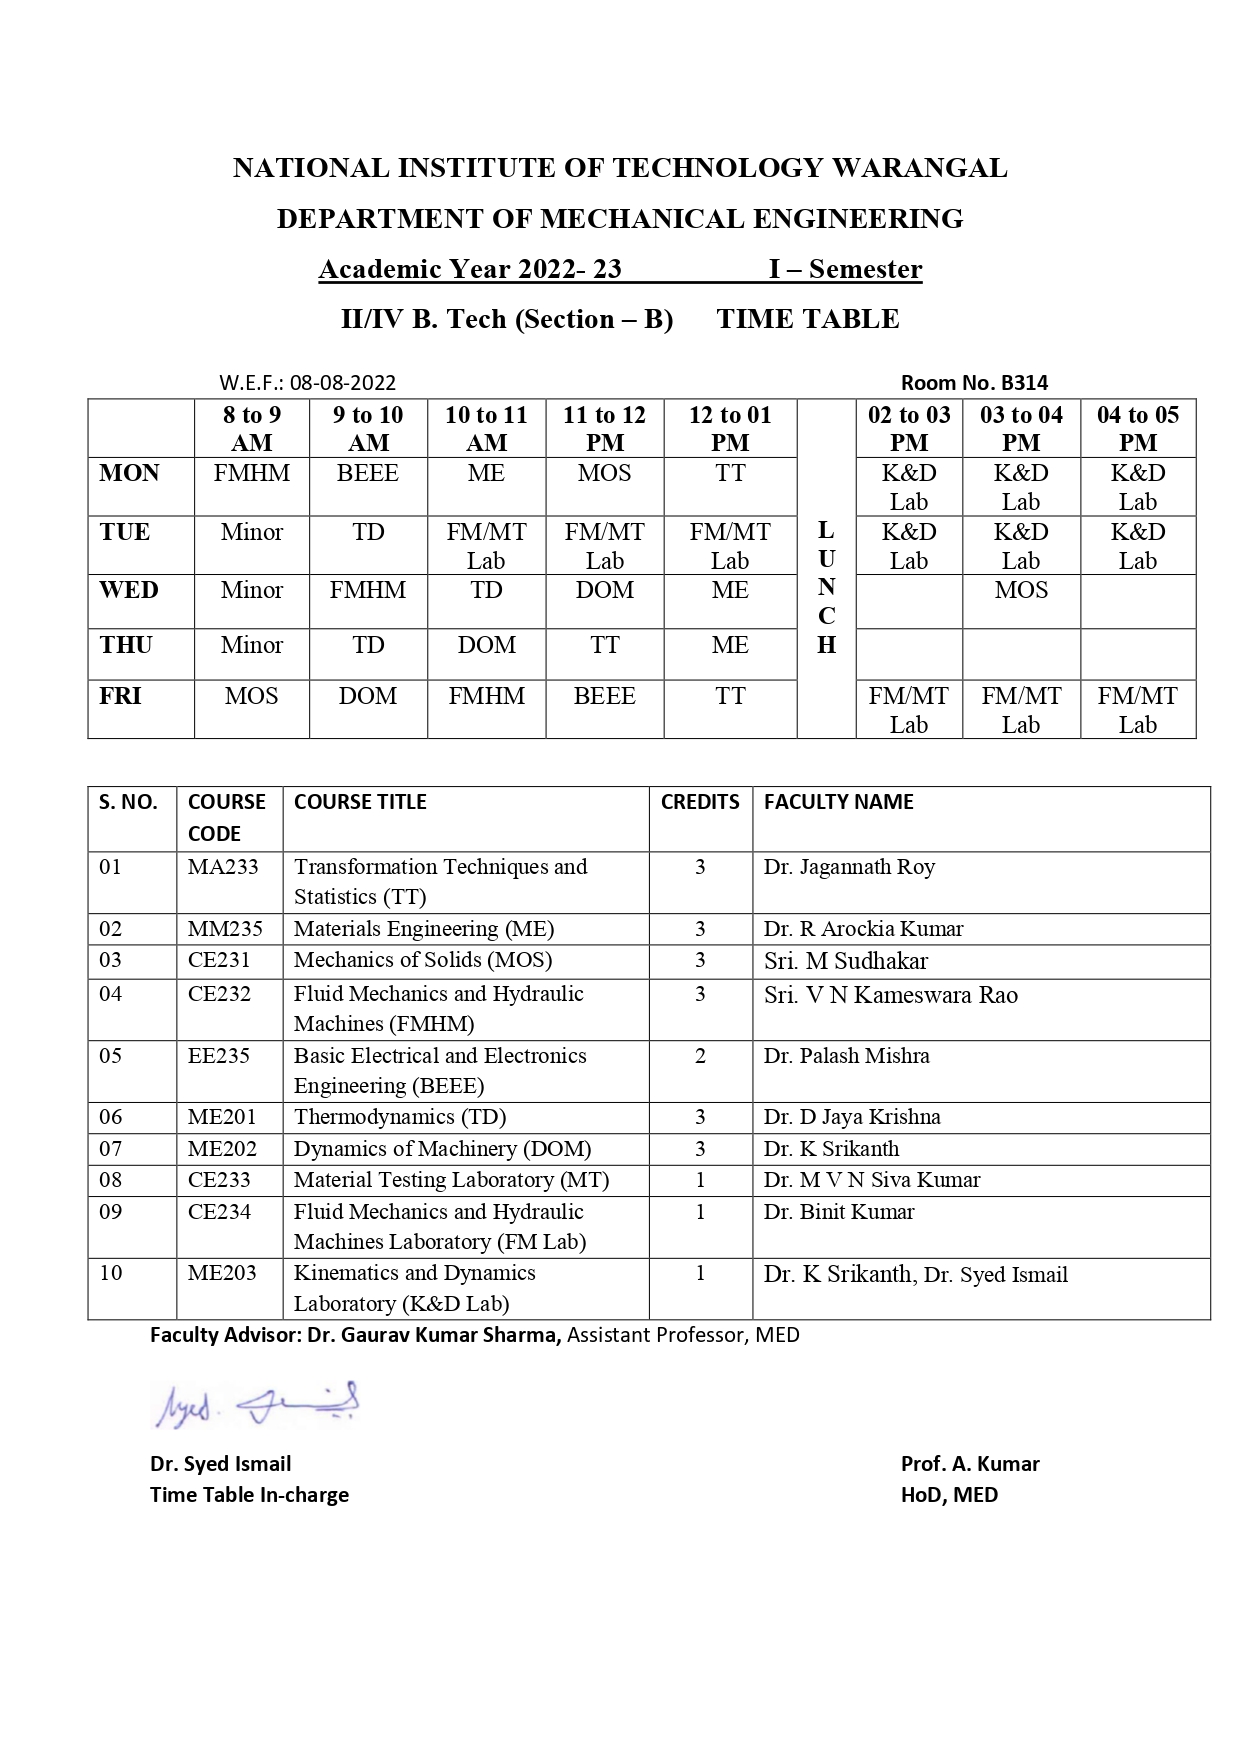 NATIONAL INSTITUTE OF TECHNOLOGY WARANGAL
DEPARTMENT OF MECHANICAL ENGINEERING
Academic Year 2022- 23 I – Semester
II/IV B. Tech (Section – B) TIME TABLE
W.E.F.: 08-08-2022 Room No. B314
8 to 9 9 to 10 10 to 11 11 to 12 12 to 01 02 to 03 03 to 04 04 to 05
AM AM AM PM PM PM PM PM
MON FMHM BEEE ME MOS TT K&D K&D K&D
Lab Lab Lab
TUE Minor TD FM/MT FM/MT FM/MT L K&D K&D K&D
Lab Lab Lab U Lab Lab Lab
WED Minor FMHM TD DOM ME N MOS
C
THU Minor TD DOM TT ME H
FRI MOS DOM FMHM BEEE TT FM/MT FM/MT FM/MT
Lab Lab Lab
S. NO. COURSE COURSE TITLE CREDITS FACULTY NAME
CODE
01 MA233 Transformation Techniques and 3 Dr. Jagannath Roy
Statistics (TT)
02 MM235 Materials Engineering (ME) 3 Dr. R Arockia Kumar
03 CE231 Mechanics of Solids (MOS) 3 Sri. M Sudhakar
04 CE232 Fluid Mechanics and Hydraulic 3 Sri. V N Kameswara Rao
Machines (FMHM)
05 EE235 Basic Electrical and Electronics 2 Dr. Palash Mishra
Engineering (BEEE)
06 ME201 Thermodynamics (TD) 3 Dr. D Jaya Krishna
07 ME202 Dynamics of Machinery (DOM) 3 Dr. K Srikanth
08 CE233 Material Testing Laboratory (MT) 1 Dr. M V N Siva Kumar
09 CE234 Fluid Mechanics and Hydraulic 1 Dr. Binit Kumar
Machines Laboratory (FM Lab)
10 ME203 Kinematics and Dynamics 1 Dr. K Srikanth, Dr. Syed Ismail
Laboratory (K&D Lab)
Faculty Advisor: Dr. Gaurav Kumar Sharma, Assistant Professor, MED
Syed.
Dr. Syed Ismail Prof. A. Kumar
Time Table In-charge HoD, MED